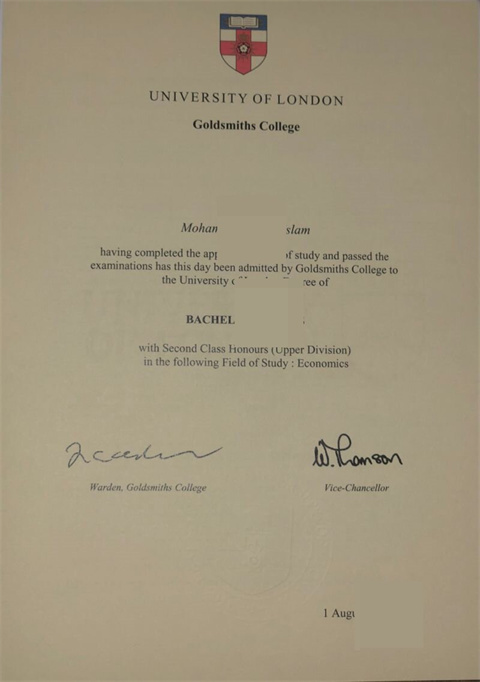 UNIVERSITY OF LONDON
Goldsmiths College
Mohan slam
having completed the app f study and passed the
examinations has this day been admitted by Goldsmiths College to
the University ree of
BACHEL
with Second Class Honours (Upper Division)
in the following Field of Study : Economics
W. Thomson
Warden, Goldsmiths College
Vice-Chancellor
1 Augu